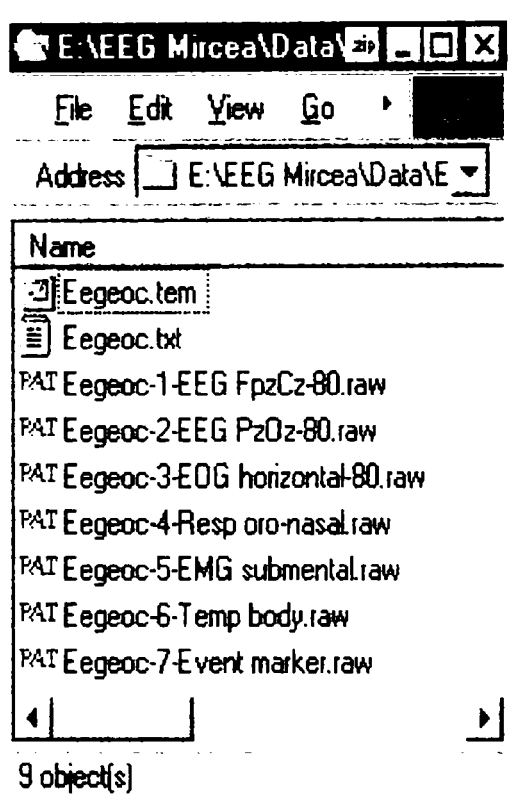 E:\EEG Mircea\Data\
File Edit View Go
Address E:\EEG Mircea\Data\E
Name
Eegeoc.tem
Eegeoc.txt
PAT Eegeoc-1-EEG FpzCz-80.raw
PAT Eegeoc-2-EEG PzOz-80.raw
PAT Eegeoc-3-EOG horizontal-80.raw
PAT Eegeoc-4-Resp oro-nasal.raw
PAT Eegeoc-5-EMG submental.raw
PAT Eegeoc-6-Temp body.raw
PAT Eegeoc-7-Event marker.raw
9 object(s)